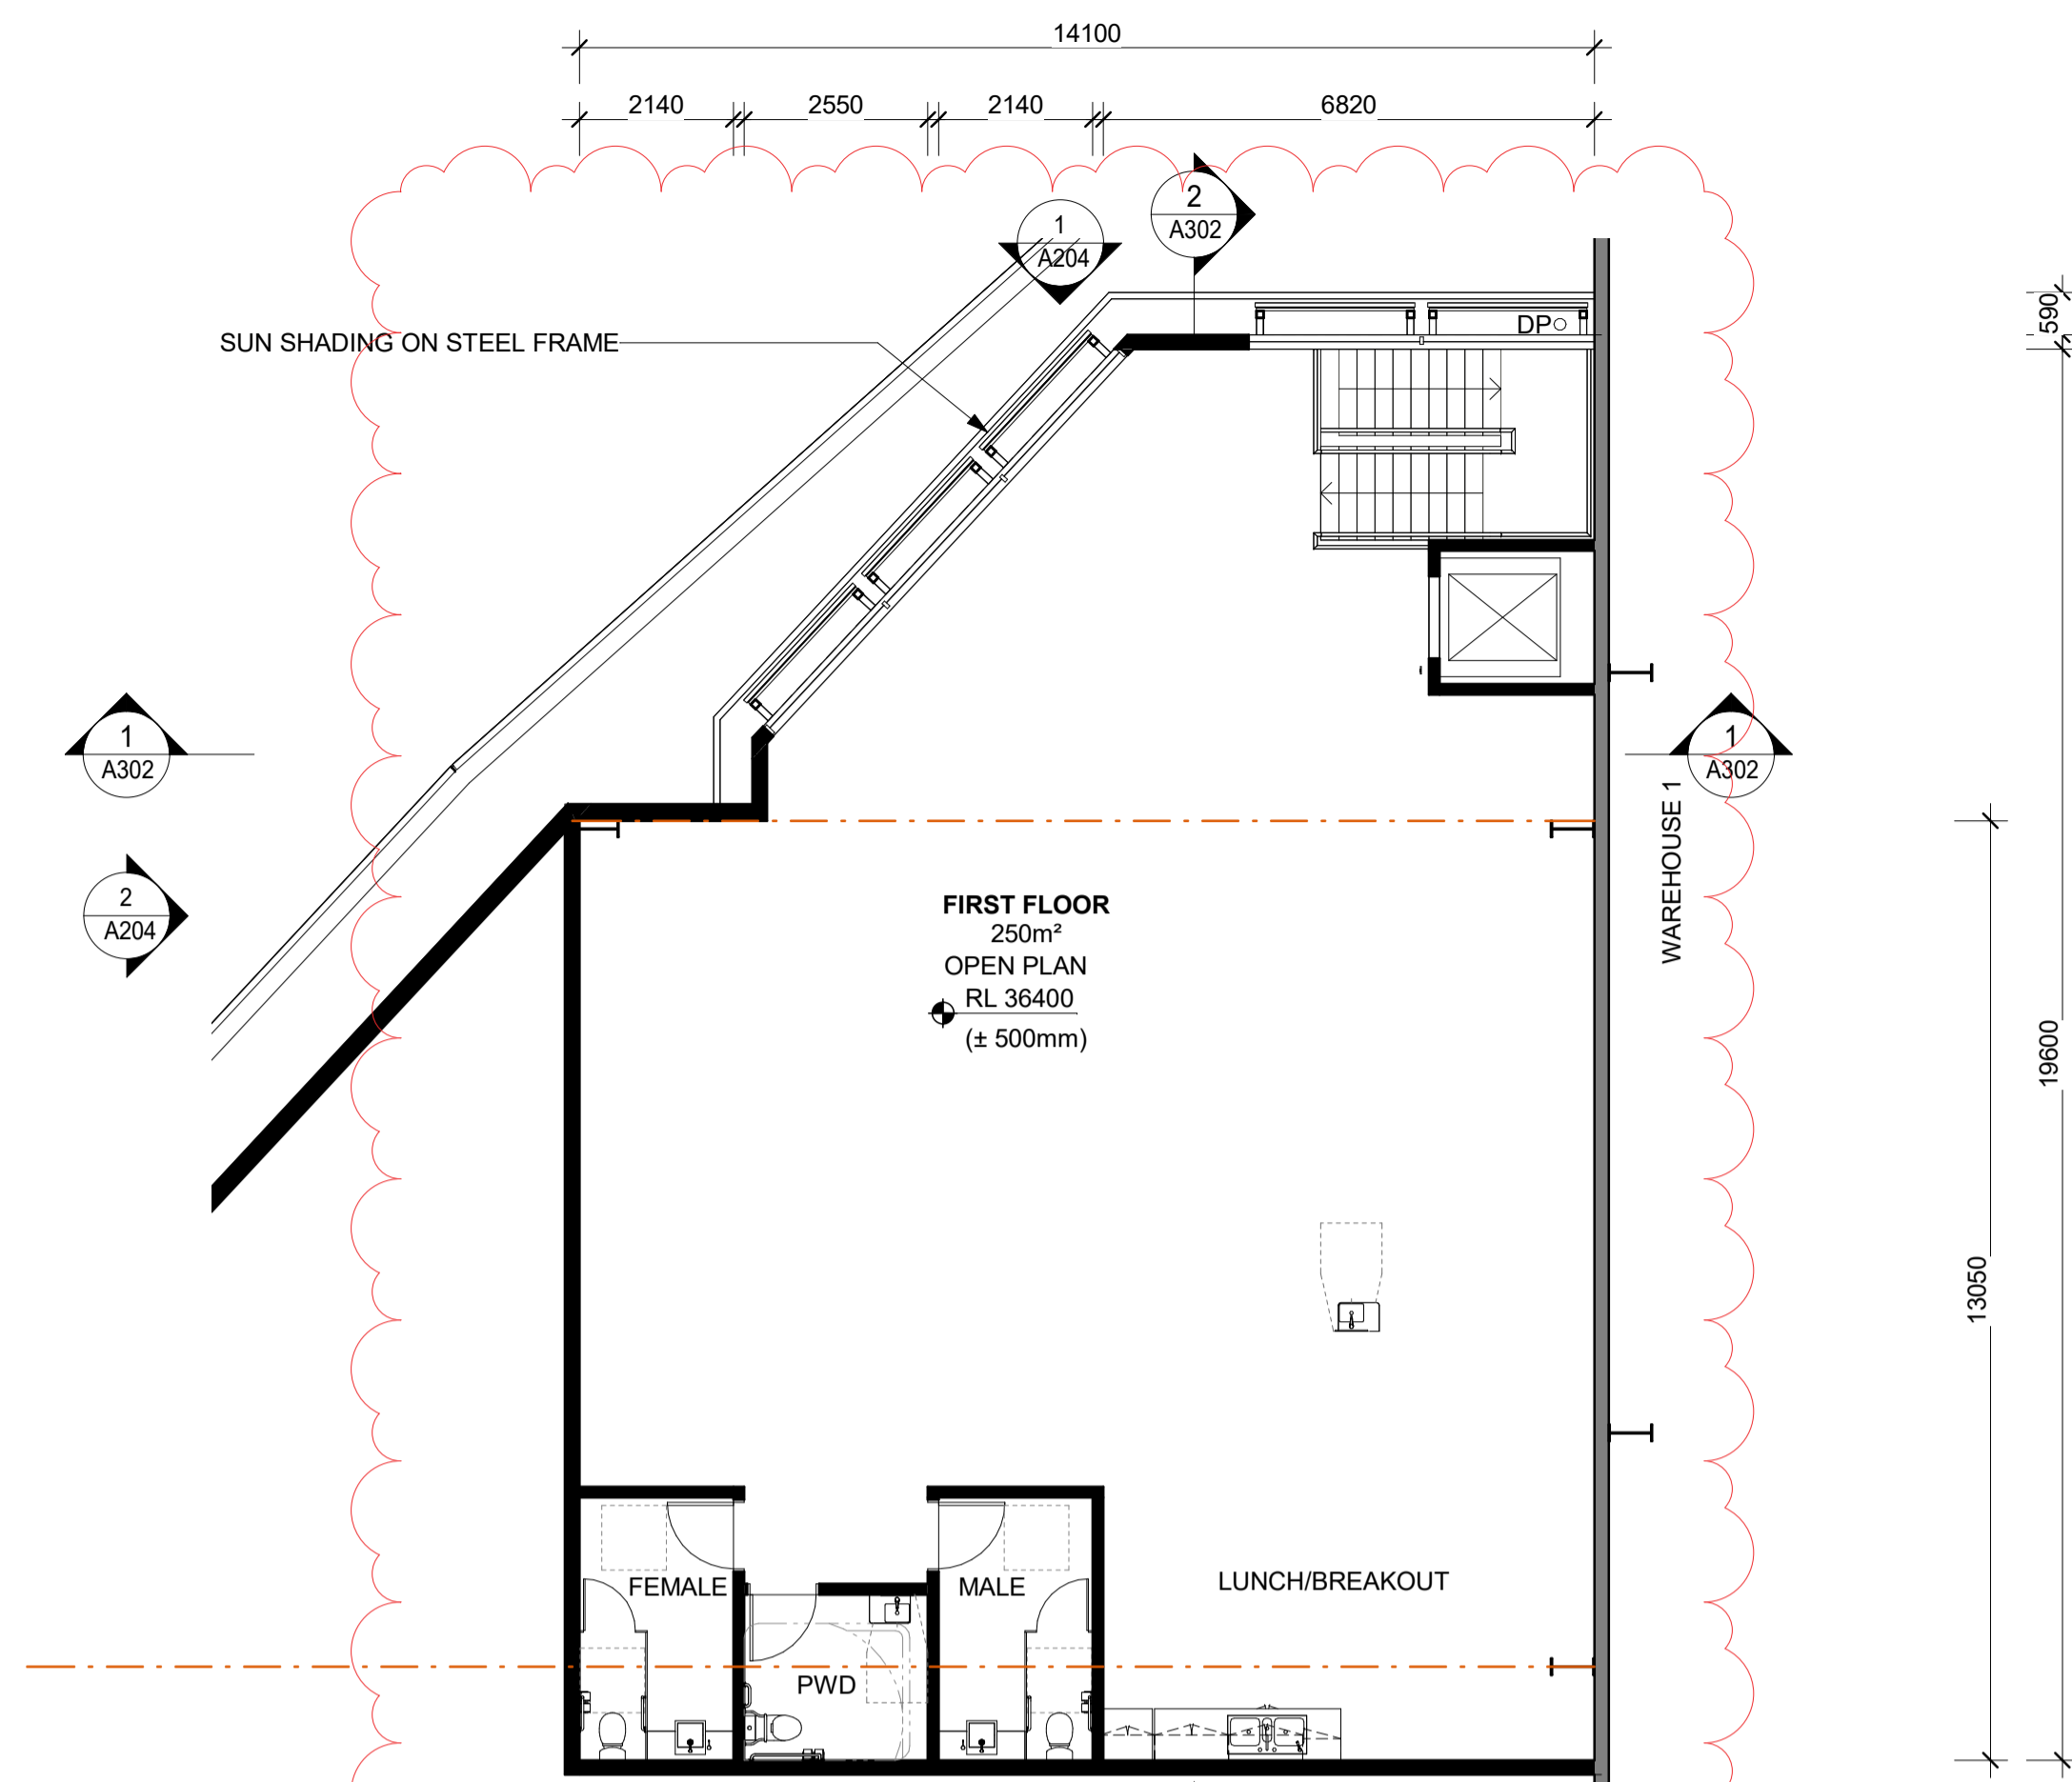 14100
2140
2550
2140
6820
1
A204
2
A302
590
DP
SUN SHADING ON STEEL FRAME
1
A302
1
A302
WAREHOUSE 1
2
A204
FIRST FLOOR
250m²
OPEN PLAN
RL 36400
(± 500mm)
19600
13050
FEMALE
MALE
LUNCH/BREAKOUT
PWD